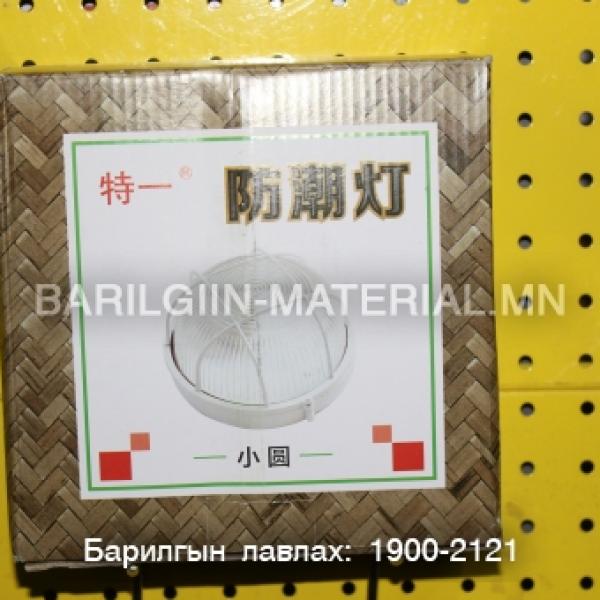 特一®
防潮灯
BARILGIIN-MATERIAL.MN
小圆
Барилгын лавлах: 1900-2121